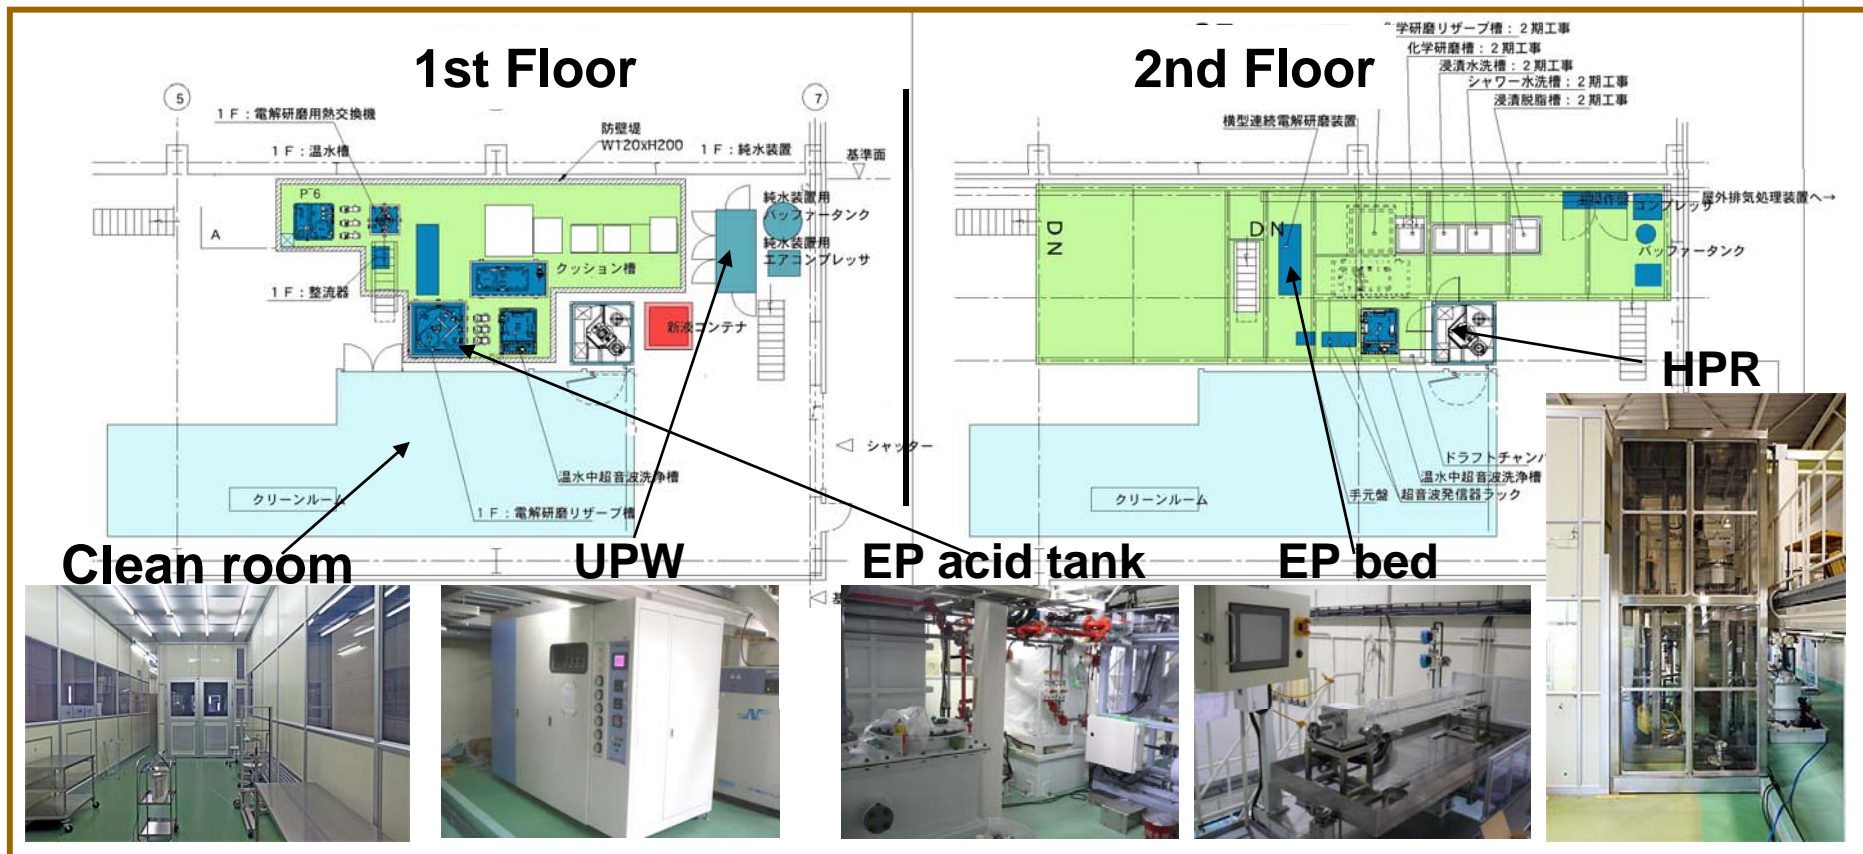 1st Floor
5
7
1F：電解研磨用熱交換機
防壁堤
W120xH200
1F：温水槽
1F：純水装置
基準面
P-6
純水装置用
バッファータンク
A
純水装置用
エアコンプレッサ
クッション槽
1F：整流器
新液コンテナ
シャッター
温水中超音波洗浄槽
クリーンルーム
1F：電解研磨リザーブ槽
2nd Floor
学研磨リザーブ槽：2期工事
化学研磨槽：2期工事
浸漬水洗槽：2期工事
シャワー水洗槽：2期工事
浸漬脱脂槽：2期工事
横型連続電解研磨装置
屋外排気処理装置へ→
コンプレッサ
DN
DN
バッファータンク
HPR
ドラフトチャンバ
温水中超音波洗浄槽
手元盤
超音波発信器ラック
クリーンルーム
Clean room
UPW
EP acid tank
EP bed